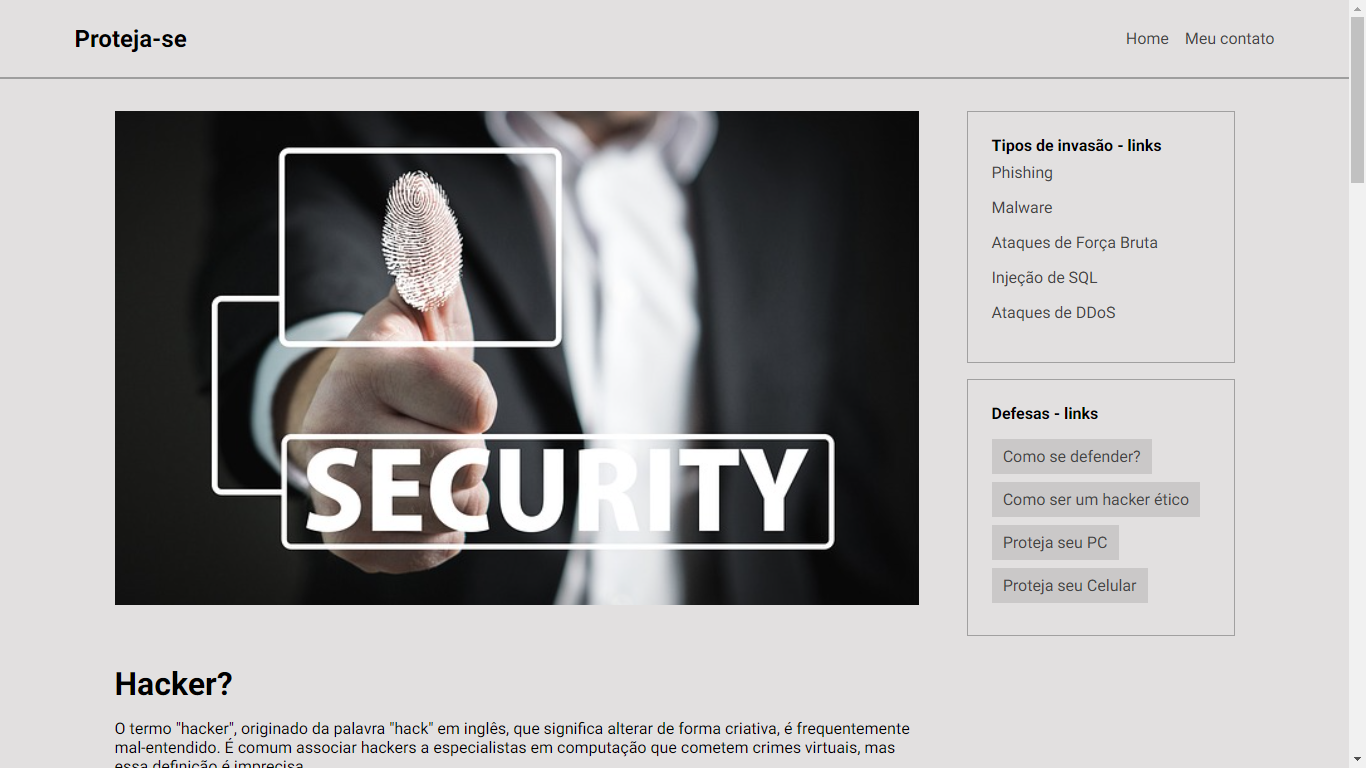 Proteja-se
Home
Meu contato
SECURITY
Hacker?
O termo "hacker", originado da palavra "hack" em inglês, que significa alterar de forma criativa, é frequentemente
mal-entendido. É comum associar hackers a especialistas em computação que cometem crimes virtuais, mas
essa definição é imprecisa.
Tipos de invasão - links
Phishing
Malware
Ataques de Força Bruta
Injeção de SQL
Ataques de DDoS
Defesas - links
Como se defender?
Como ser um hacker ético
Proteja seu PC
Proteja seu Celular